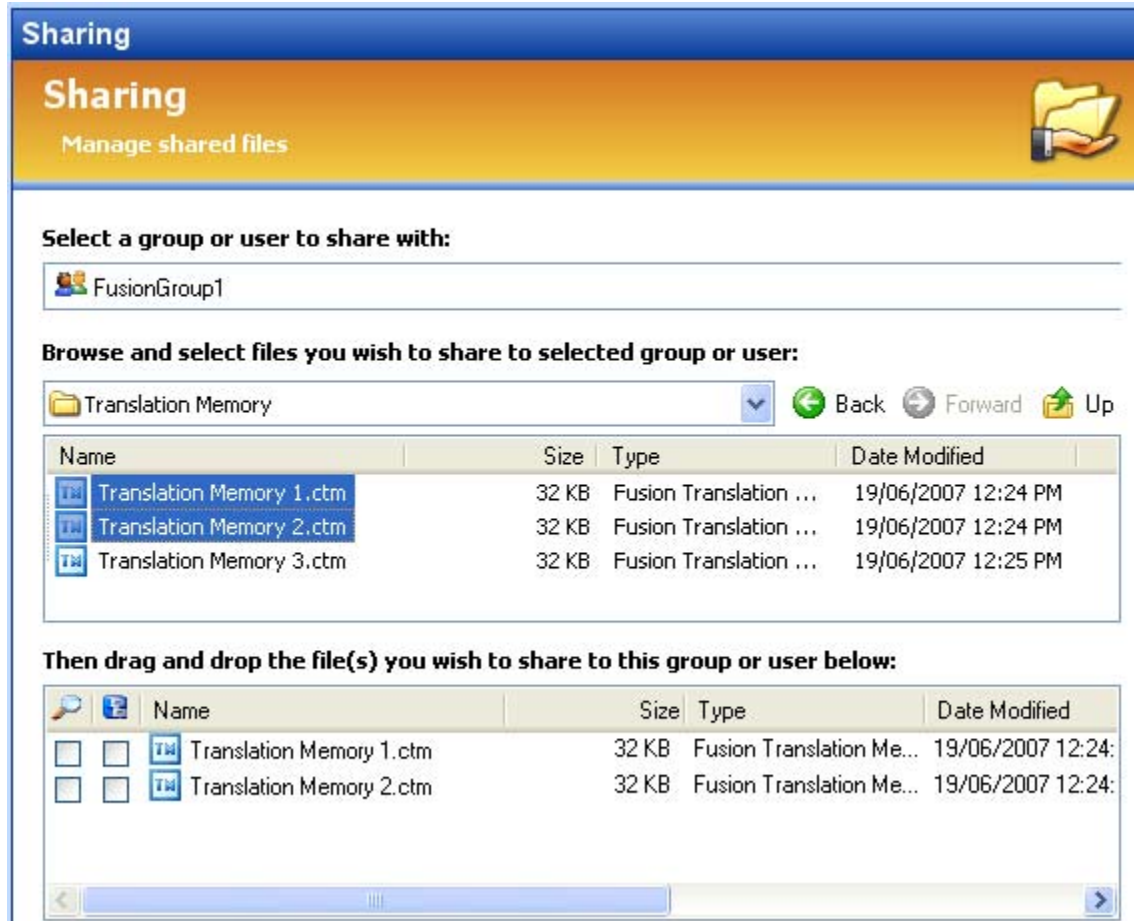 Sharing
Sharing
Manage shared files
Select a group or user to share with:
FusionGroup1
Browse and select files you wish to share to selected group or user:
Translation Memory Back Forward Up
Name Size Type Date Modified
TM Translation Memory 1.ctm 32 KB Fusion Translation ... 19/06/2007 12:24 PM
TM Translation Memory 2.ctm 32 KB Fusion Translation ... 19/06/2007 12:24 PM
TM Translation Memory 3.ctm 32 KB Fusion Translation ... 19/06/2007 12:25 PM
Then drag and drop the file(s) you wish to share to this group or user below:
Name Size Type Date Modified
TM Translation Memory 1.ctm 32 KB Fusion Translation Me... 19/06/2007 12:24:
TM Translation Memory 2.ctm 32 KB Fusion Translation Me... 19/06/2007 12:24: